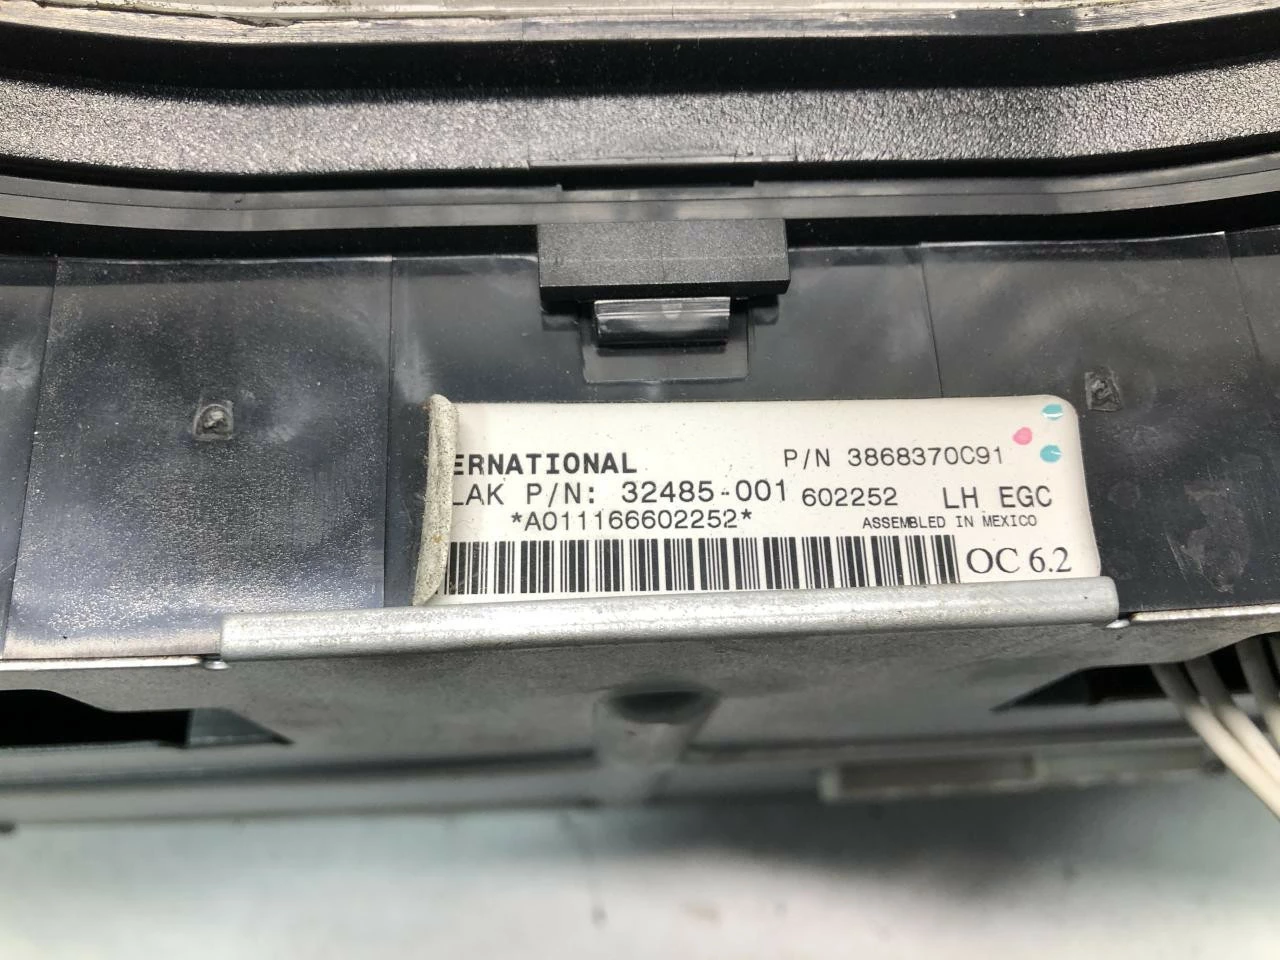 ERNATIONAL P/N 3868370C91
LAK P/N: 32485-001 602252 LH EGC
*A011166602252* ASSEMBLED IN MEXICO
OC 6.2